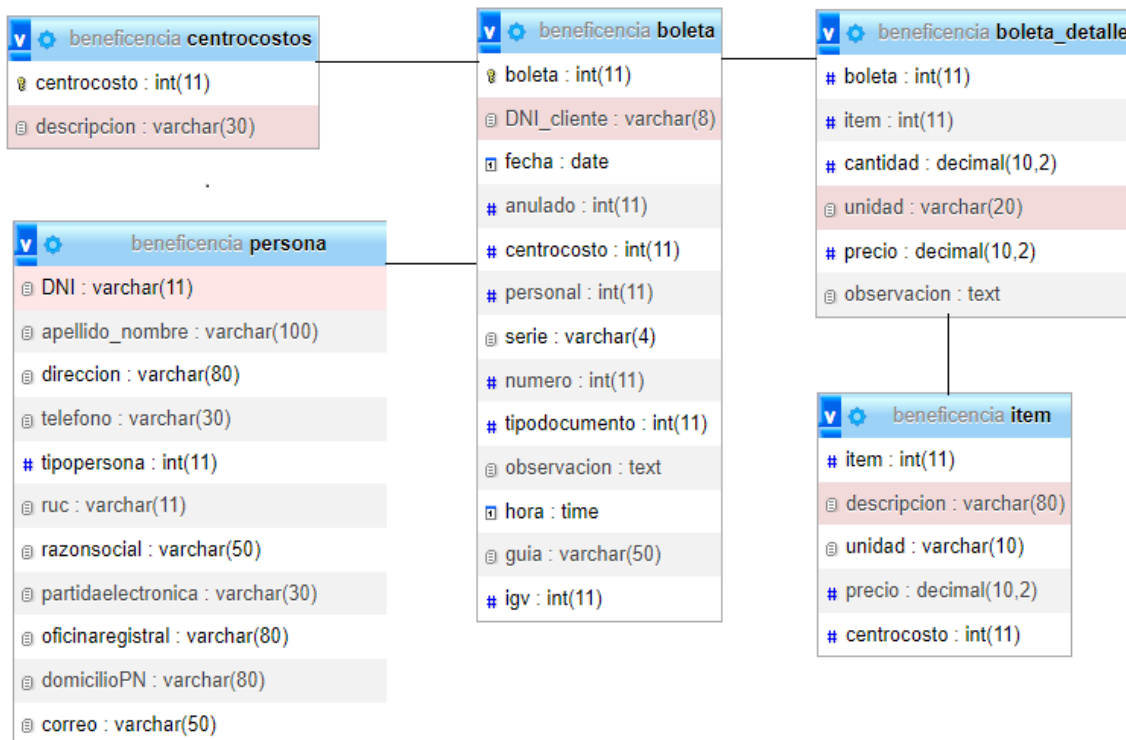 v beneficencia centrocostos
centrocosto : int(11)
descripcion : varchar(30)
v beneficencia persona
DNI : varchar(11)
apellido_nombre : varchar(100)
direccion : varchar(80)
telefono : varchar(30)
# tipopersona : int(11)
ruc : varchar(11)
razonsocial : varchar(50)
partidaelectronica : varchar(30)
oficinaregistral : varchar(80)
domicilioPN : varchar(80)
correo : varchar(50)
v beneficencia boleta
boleta : int(11)
DNI_cliente : varchar(8)
fecha : date
# anulado : int(11)
# centrocosto : int(11)
# personal : int(11)
serie : varchar(4)
# numero : int(11)
# tipodocumento : int(11)
observacion : text
hora : time
guia : varchar(50)
# igv : int(11)
v beneficencia boleta_detalle
# boleta : int(11)
# item : int(11)
# cantidad : decimal(10,2)
unidad : varchar(20)
# precio : decimal(10,2)
observacion : text
v beneficencia item
# item : int(11)
descripcion : varchar(80)
unidad : varchar(10)
# precio : decimal(10,2)
# centrocosto : int(11)